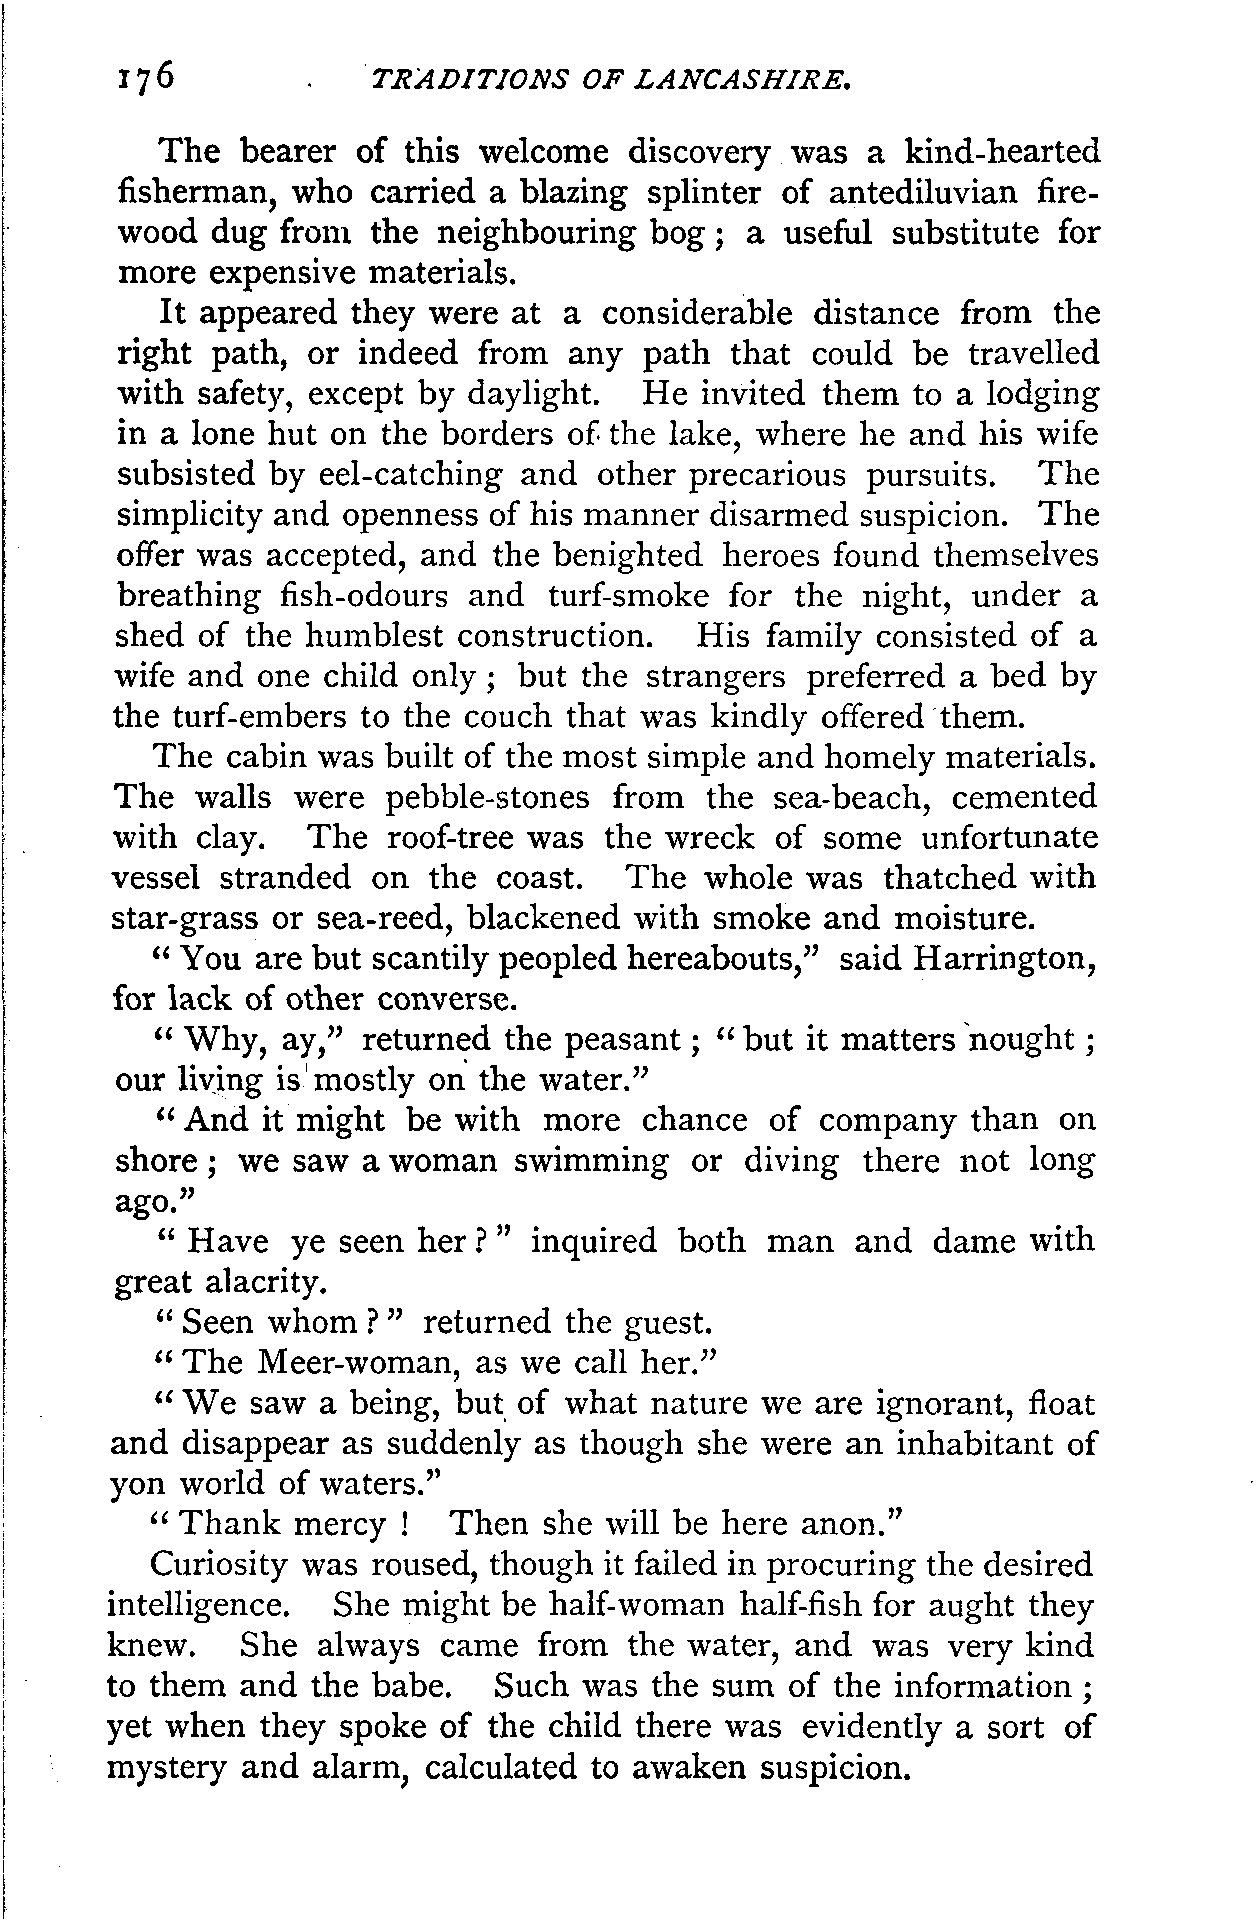 176 TRADITIONS OF LANCASHIRE.
The bearer of this welcome discovery was a kind-hearted
fisherman, who carried a blazing splinter of antediluvian fire-
wood dug from the neighbouring bog ; a useful substitute for
more expensive materials.
It appeared they were at a considerable distance from the
right path, or indeed from any path that could be travelled
with safety, except by daylight. He invited them to a lodging
in a lone hut on the borders of the lake, where he and his wife
subsisted by eel-catching and other precarious pursuits. The
simplicity and openness of his manner disarmed suspicion. The
offer was accepted, and the benighted heroes found themselves
breathing fish-odours and turf-smoke for the night, under a
shed of the humblest construction. His family consisted of a
wife and one child only ; but the strangers preferred a bed by
the turf-embers to the couch that was kindly offered them.
The cabin was built of the most simple and homely materials.
The walls were pebble-stones from the sea-beach, cemented
with clay. The roof-tree was the wreck of some unfortunate
vessel stranded on the coast. The whole was thatched with
star-grass or sea-reed, blackened with smoke and moisture.
“ You are but scantily peopled hereabouts,” said Harrington,
for lack of other converse.
“ Why, ay,” returned the peasant ; “ but it matters nought ;
our living is mostly on the water.”
“ And it might be with more chance of company than on
shore ; we saw a woman swimming or diving there not long
ago.”
“ Have ye seen her ? ” inquired both man and dame with
great alacrity.
“ Seen whom ? ” returned the guest.
“ The Meer-woman, as we call her.”
“ We saw a being, but of what nature we are ignorant, float
and disappear as suddenly as though she were an inhabitant of
yon world of waters.”
“ Thank mercy ! Then she will be here anon.”
Curiosity was roused, though it failed in procuring the desired
intelligence. She might be half-woman half-fish for aught they
knew. She always came from the water, and was very kind
to them and the babe. Such was the sum of the information ;
yet when they spoke of the child there was evidently a sort of
mystery and alarm, calculated to awaken suspicion.